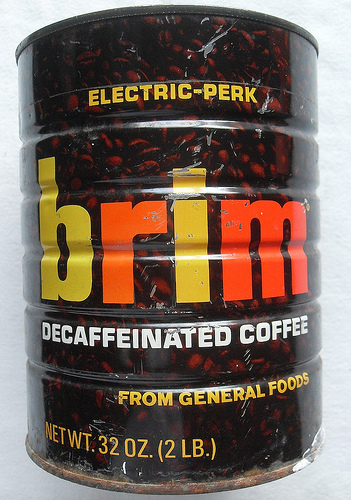 ELECTRIC-PERK
brim
DECAFFEINATED COFFEE
FROM GENERAL FOODS
NET WT. 32 OZ. (2 LB.)